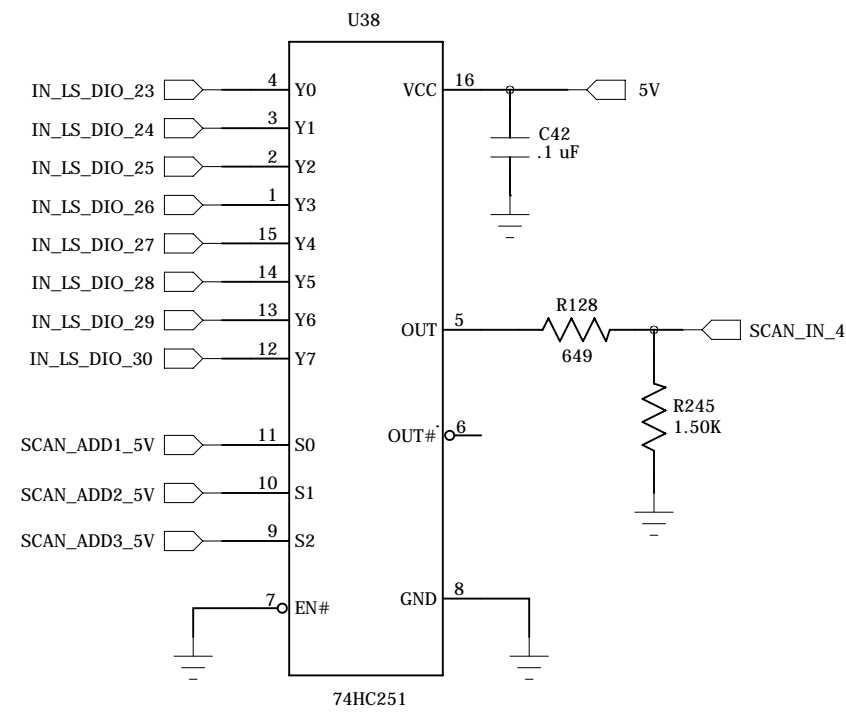 U38
IN_LS_DIO_23 4 Y0 VCC 16 5V
IN_LS_DIO_24 3 Y1
C42
.1 uF
IN_LS_DIO_25 2 Y2
IN_LS_DIO_26 1 Y3
IN_LS_DIO_27 15 Y4
IN_LS_DIO_28 14 Y5
IN_LS_DIO_29 13 Y6
R128
OUT 5 SCAN_IN_4
649
IN_LS_DIO_30 12 Y7
R245
1.50K
SCAN_ADD1_5V 11 S0 OUT# 6
SCAN_ADD2_5V 10 S1
SCAN_ADD3_5V 9 S2
7 EN# GND 8
74HC251